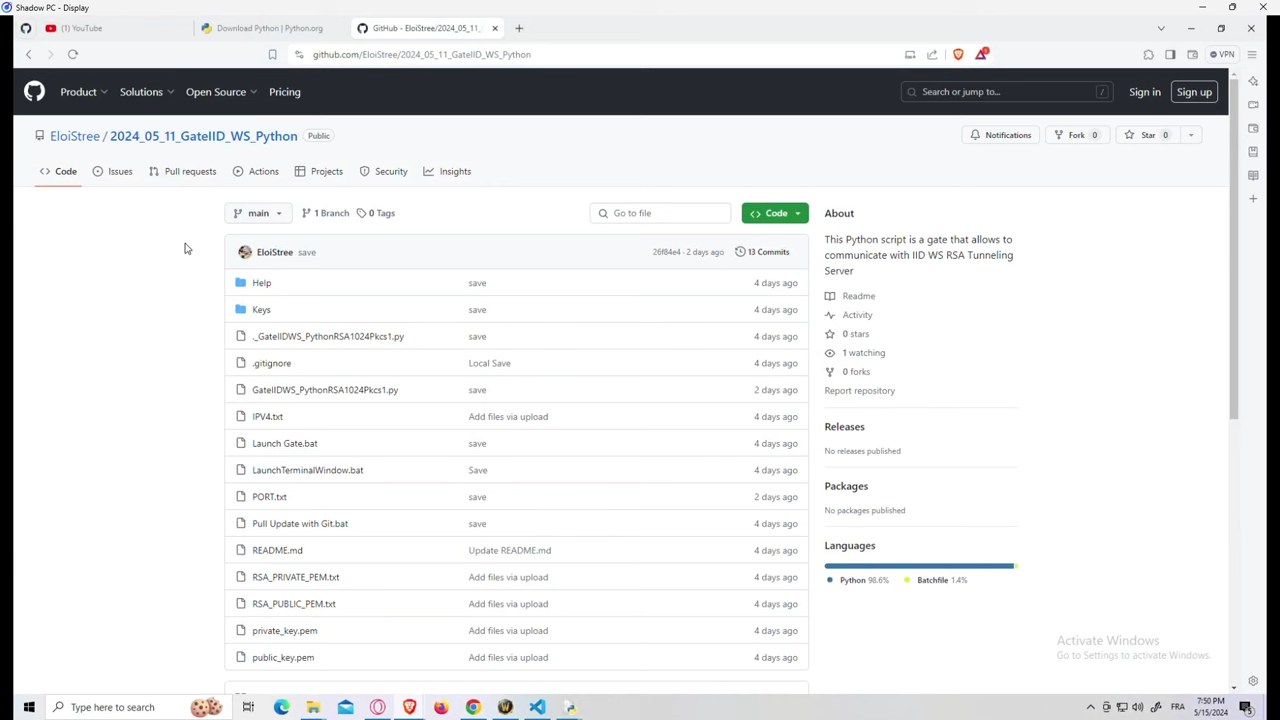 Shadow PC - Display
(1) YouTube
Download Python | Python.org
GitHub - EloiStree/2024_05_11_
github.com/EloiStree/2024_05_11_GateIID_WS_Python
VPN
Product
Solutions
Open Source
Pricing
Search or jump to...
/
Sign in
Sign up
EloiStree / 2024_05_11_GateIID_WS_Python
Public
Notifications
Fork 0
Star 0
Code
Issues
Pull requests
Actions
Projects
Security
Insights
main
1 Branch
0 Tags
Go to file
Code
EloiStree save
26f84e4 · 2 days ago
13 Commits
Help save 4 days ago
Keys save 4 days ago
._GateIIDWS_PythonRSA1024Pkcs1.py save 4 days ago
.gitignore Local Save 4 days ago
GateIIDWS_PythonRSA1024Pkcs1.py save 2 days ago
IPV4.txt Add files via upload 4 days ago
Launch Gate.bat save 4 days ago
LaunchTerminalWindow.bat Save 4 days ago
PORT.txt save 2 days ago
Pull Update with Git.bat save 4 days ago
README.md Update README.md 4 days ago
RSA_PRIVATE_PEM.txt Add files via upload 4 days ago
RSA_PUBLIC_PEM.txt Add files via upload 4 days ago
private_key.pem Add files via upload 4 days ago
public_key.pem Add files via upload 4 days ago
About
This Python script is a gate that allows to
communicate with IID WS RSA Tunneling
Server
Readme
Activity
0 stars
1 watching
0 forks
Report repository
Releases
No releases published
Packages
No packages published
Languages
Python 98.6%
Batchfile 1.4%
Activate Windows
Go to Settings to activate Windows.
Type here to search
FRA
7:50 PM
5/15/2024